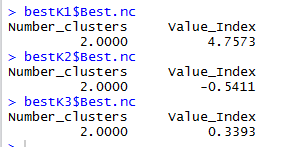 > bestK1$Best.nc
Number_clusters     Value_Index
         2.0000          4.7573
> bestK2$Best.nc
Number_clusters     Value_Index
         2.0000         -0.5411
> bestK3$Best.nc
Number_clusters     Value_Index
         2.0000          0.3393
>